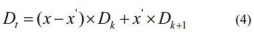 D_t = (x − x') × D_k + x' × D_{k+1} (4)